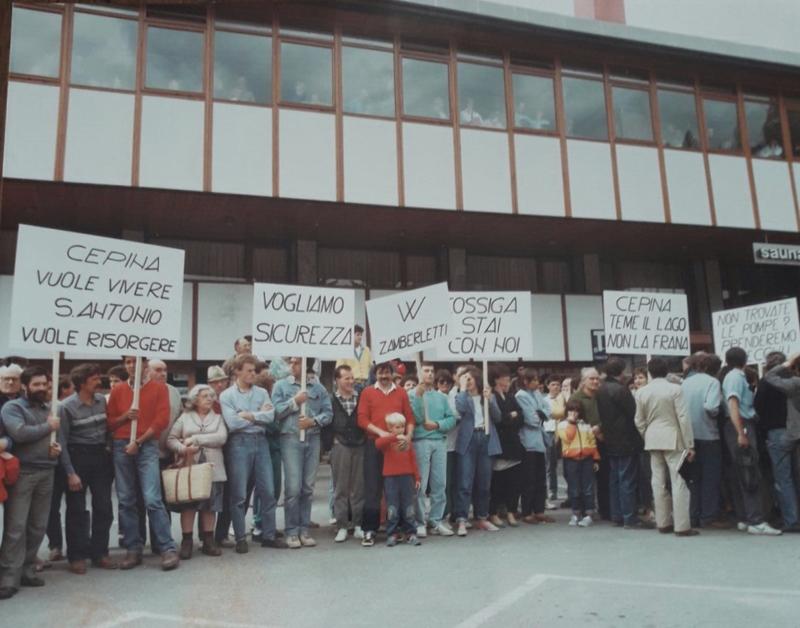 CEPINA
VUOLE VIVERE
S. ANTONIO
VUOLE RISORGERE
VOGLIAMO
SICUREZZA
W
ZAMBERLETTI
OSSIGA
STAI
CON NOI
CEPINA
TEME IL LAGO
NON LA FRANA
NON TROVATE
LE POMPE?
PRENDEREMO
sauna